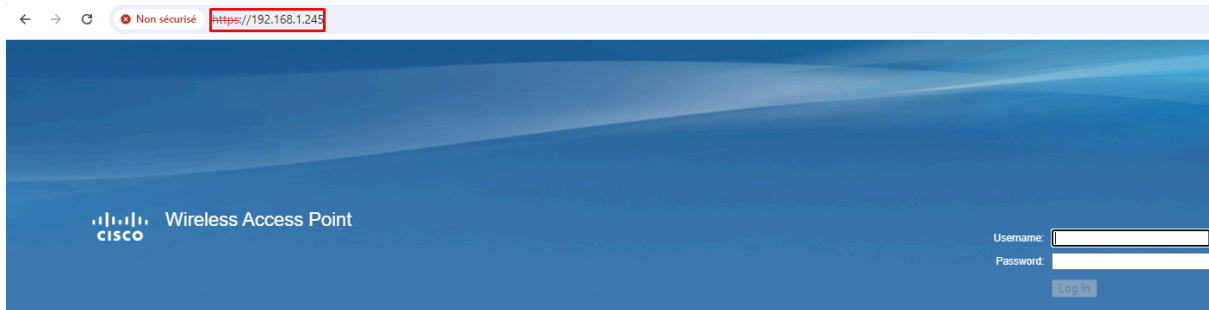 Non sécurisé https://192.168.1.245
Wireless Access Point
CISCO
Username:
Password:
Log In